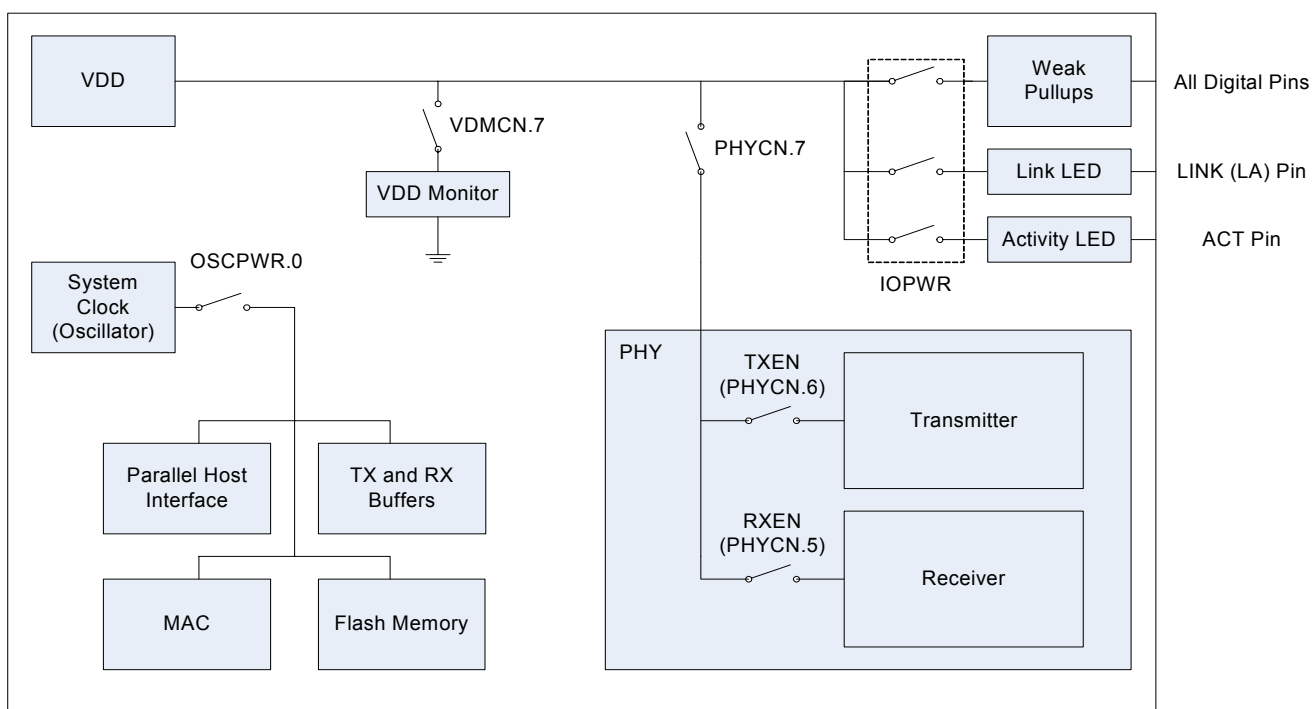 VDD
VDMCN.7
VDD Monitor
PHYCN.7
Weak
Pullups
All Digital Pins
Link LED
LINK (LA) Pin
Activity LED
ACT Pin
IOPWR
OSCPWR.0
System
Clock
(Oscillator)
Parallel Host
Interface
TX and RX
Buffers
MAC
Flash Memory
PHY
TXEN
(PHYCN.6)
Transmitter
RXEN
(PHYCN.5)
Receiver